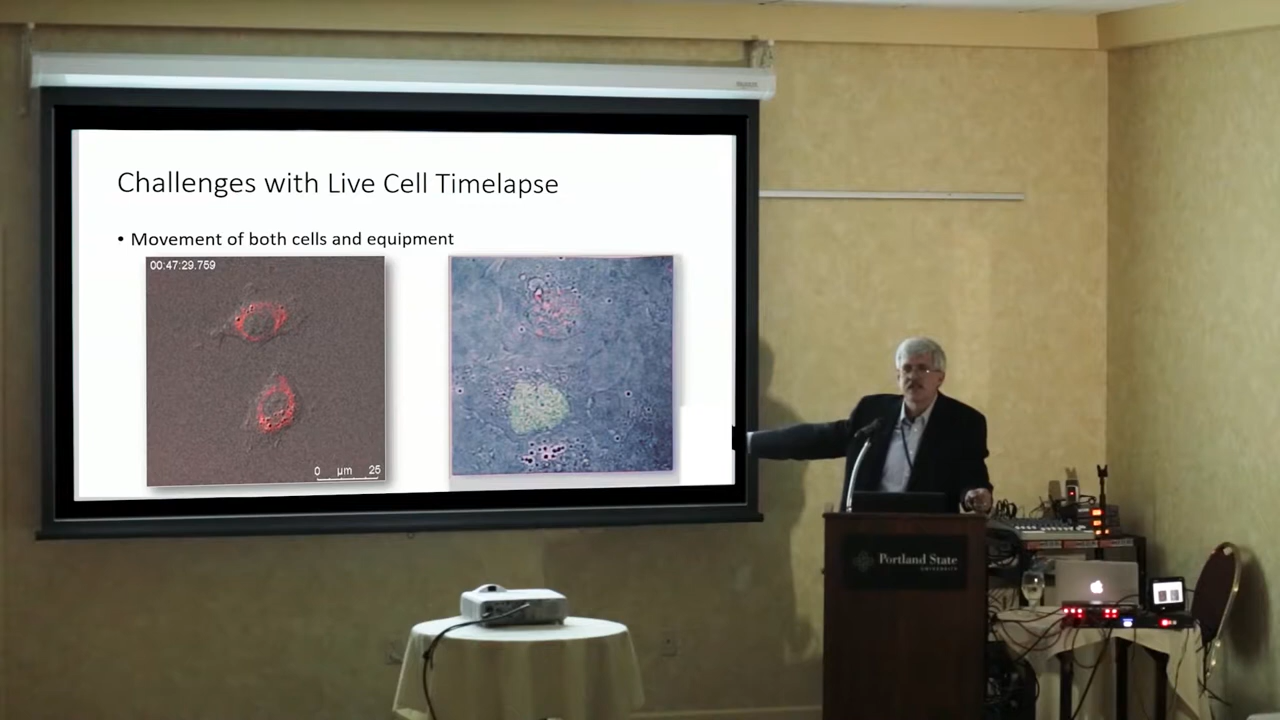 Challenges with Live Cell Timelapse
• Movement of both cells and equipment
00:47:29.759
0 µm 25
Portland State
UNIVERSITY